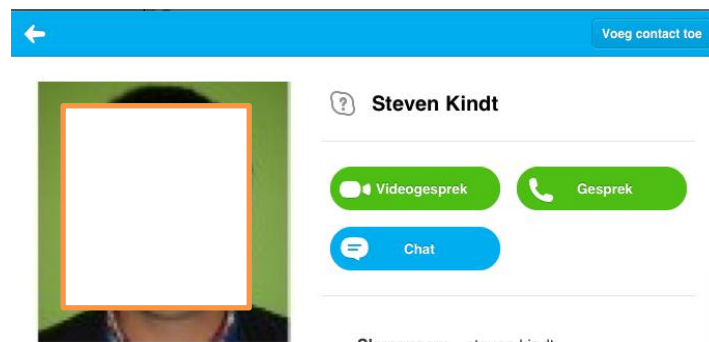 Voeg contact toe
Steven Kindt
Videogesprek
Gesprek
Chat